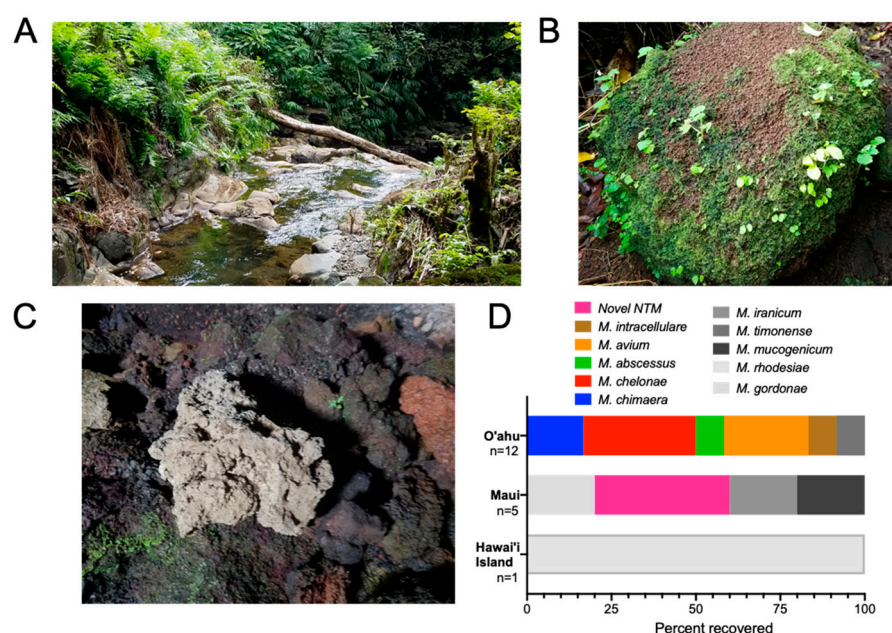 A
B
C
D
Novel NTM
M. intracellulare
M. avium
M. abscessus
M. chelonae
M. chimaera
M. iranicum
M. timonense
M. mucogenicum
M. rhodesiae
M. gordonae
O'ahu
n=12
Maui
n=5
Hawai'i
Island
n=1
0 25 50 75 100
Percent recovered